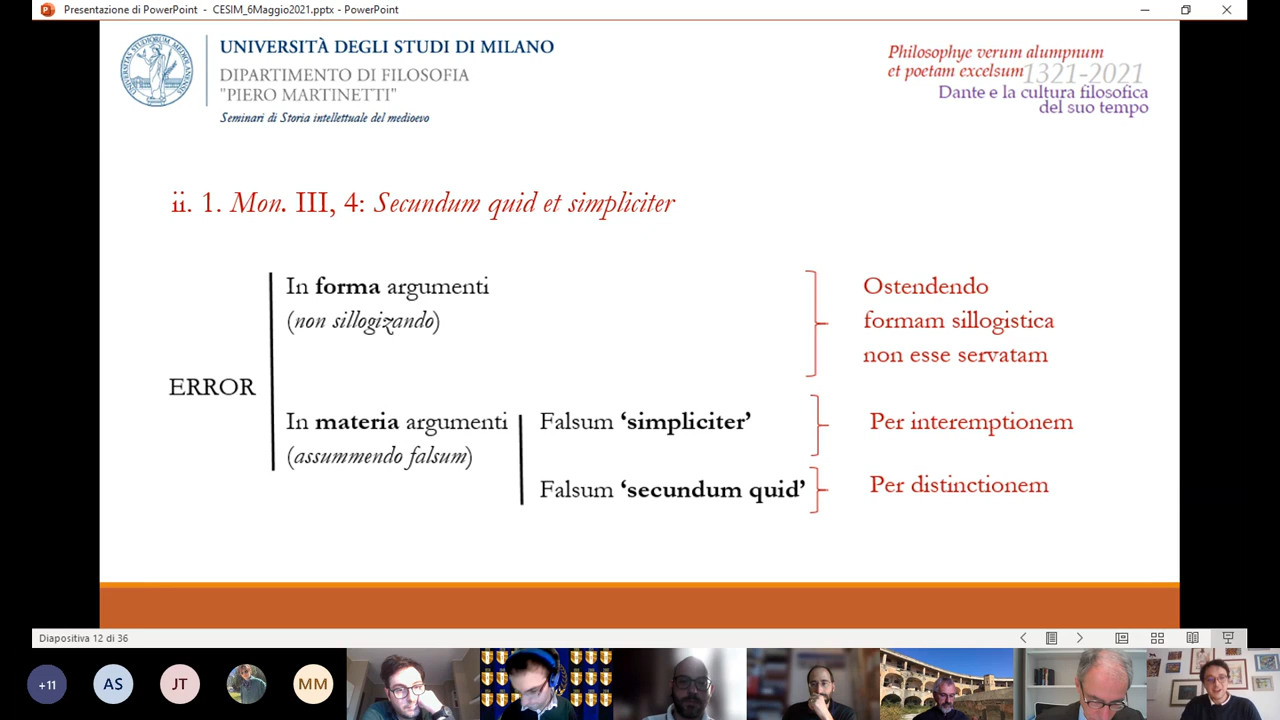 Presentazione di PowerPoint - CESIM_6Maggio2021.pptx - PowerPoint
UNIVERSITÀ DEGLI STUDI DI MILANO
DIPARTIMENTO DI FILOSOFIA
"PIERO MARTINETTI"
Seminari di Storia intellettuale del medioevo
Philosophye verum alumpnum
et poetam excelsum 1321-2021
Dante e la cultura filosofica
del suo tempo
ii. 1. Mon. III, 4: Secundum quid et simpliciter
In forma argumenti
(non sillogizando)
Ostendendo
formam sillogistica
non esse servatam
ERROR
In materia argumenti
(assummendo falsum)
Falsum ‘simpliciter’
Per interemptionem
Falsum ‘secundum quid’
Per distinctionem
Diapositiva 12 di 36
+11
AS
JT
MM